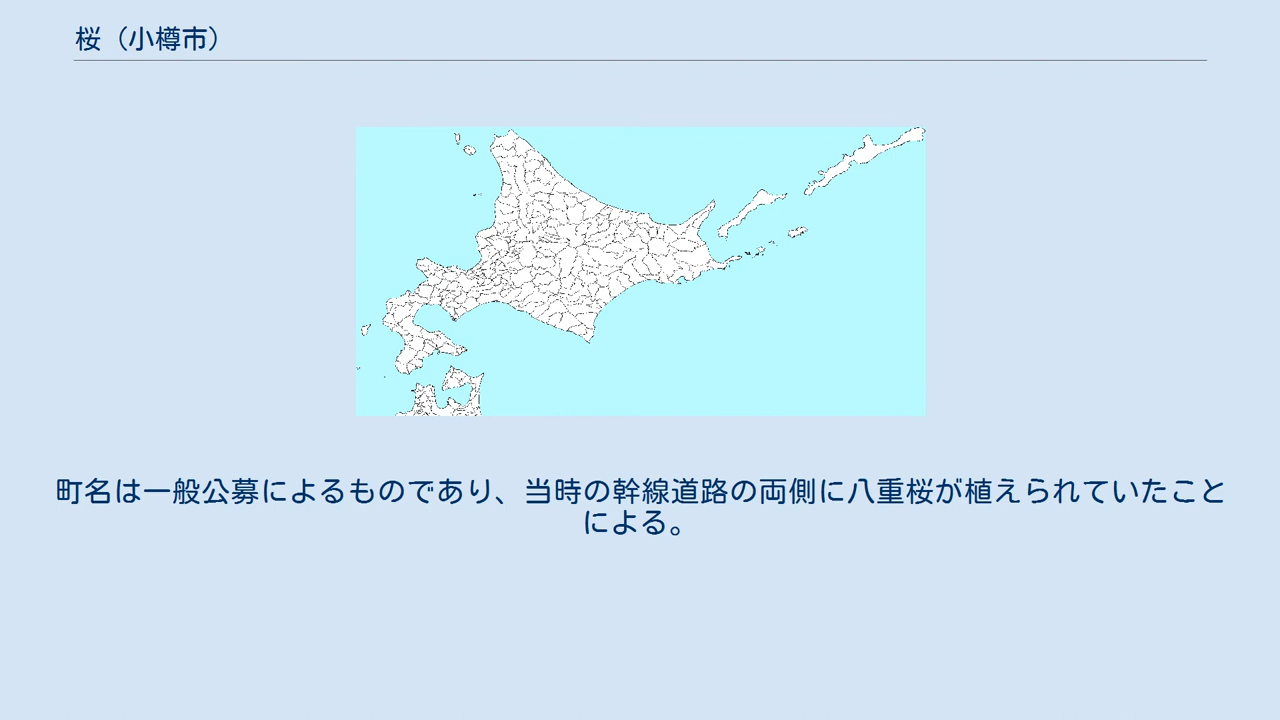 桜（小樽市）
町名は一般公募によるものであり、当時の幹線道路の両側に八重桜が植えられていたこと
による。